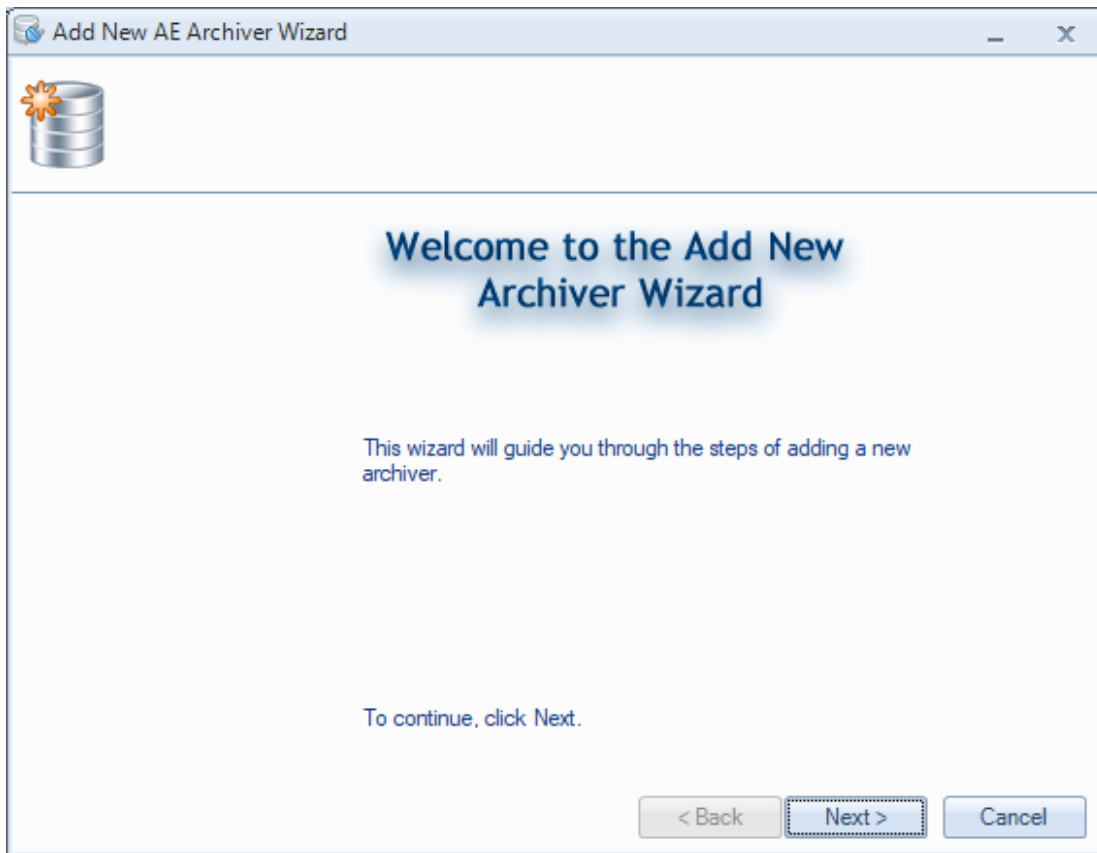 Add New AE Archiver Wizard
Welcome to the Add New
Archiver Wizard
This wizard will guide you through the steps of adding a new
archiver.
To continue, click Next.
< Back
Next >
Cancel